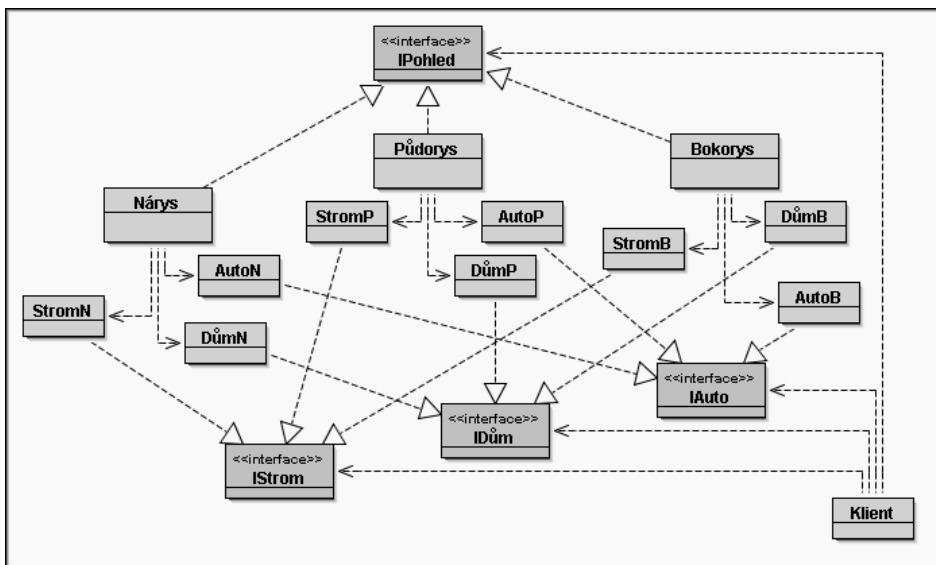 <<interface>>
IPohled
Půdorys
Bokorys
Nárys
StromP
AutoP
DůmB
StromB
AutoN
DůmP
StromN
AutoB
DůmN
<<interface>>
IAuto
<<interface>>
IDům
<<interface>>
IStrom
Klient